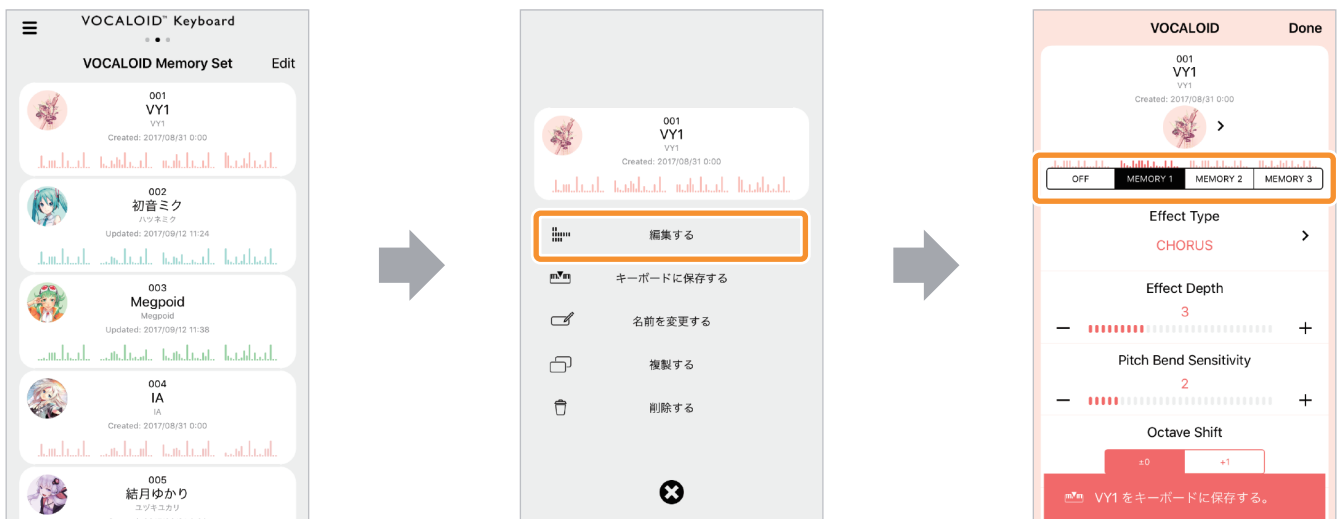 VOCALOID™ Keyboard
VOCALOID Memory Set
Edit
001
VY1
VY1
Created: 2017/08/31 0:00
002
初音ミク
ハツネミク
Updated: 2017/09/12 11:24
003
Megpoid
Megpoid
Updated: 2017/09/12 11:38
004
IA
IA
Created: 2017/08/31 0:00
005
結月ゆかり
ユヅキユカリ
001
VY1
VY1
Created: 2017/08/31 0:00
編集する
キーボードに保存する
名前を変更する
複製する
削除する
VOCALOID
Done
001
VY1
VY1
Created: 2017/08/31 0:00
OFF MEMORY 1 MEMORY 2 MEMORY 3
Effect Type
CHORUS
Effect Depth
3
Pitch Bend Sensitivity
2
Octave Shift
±0 +1
VY1 をキーボードに保存する。